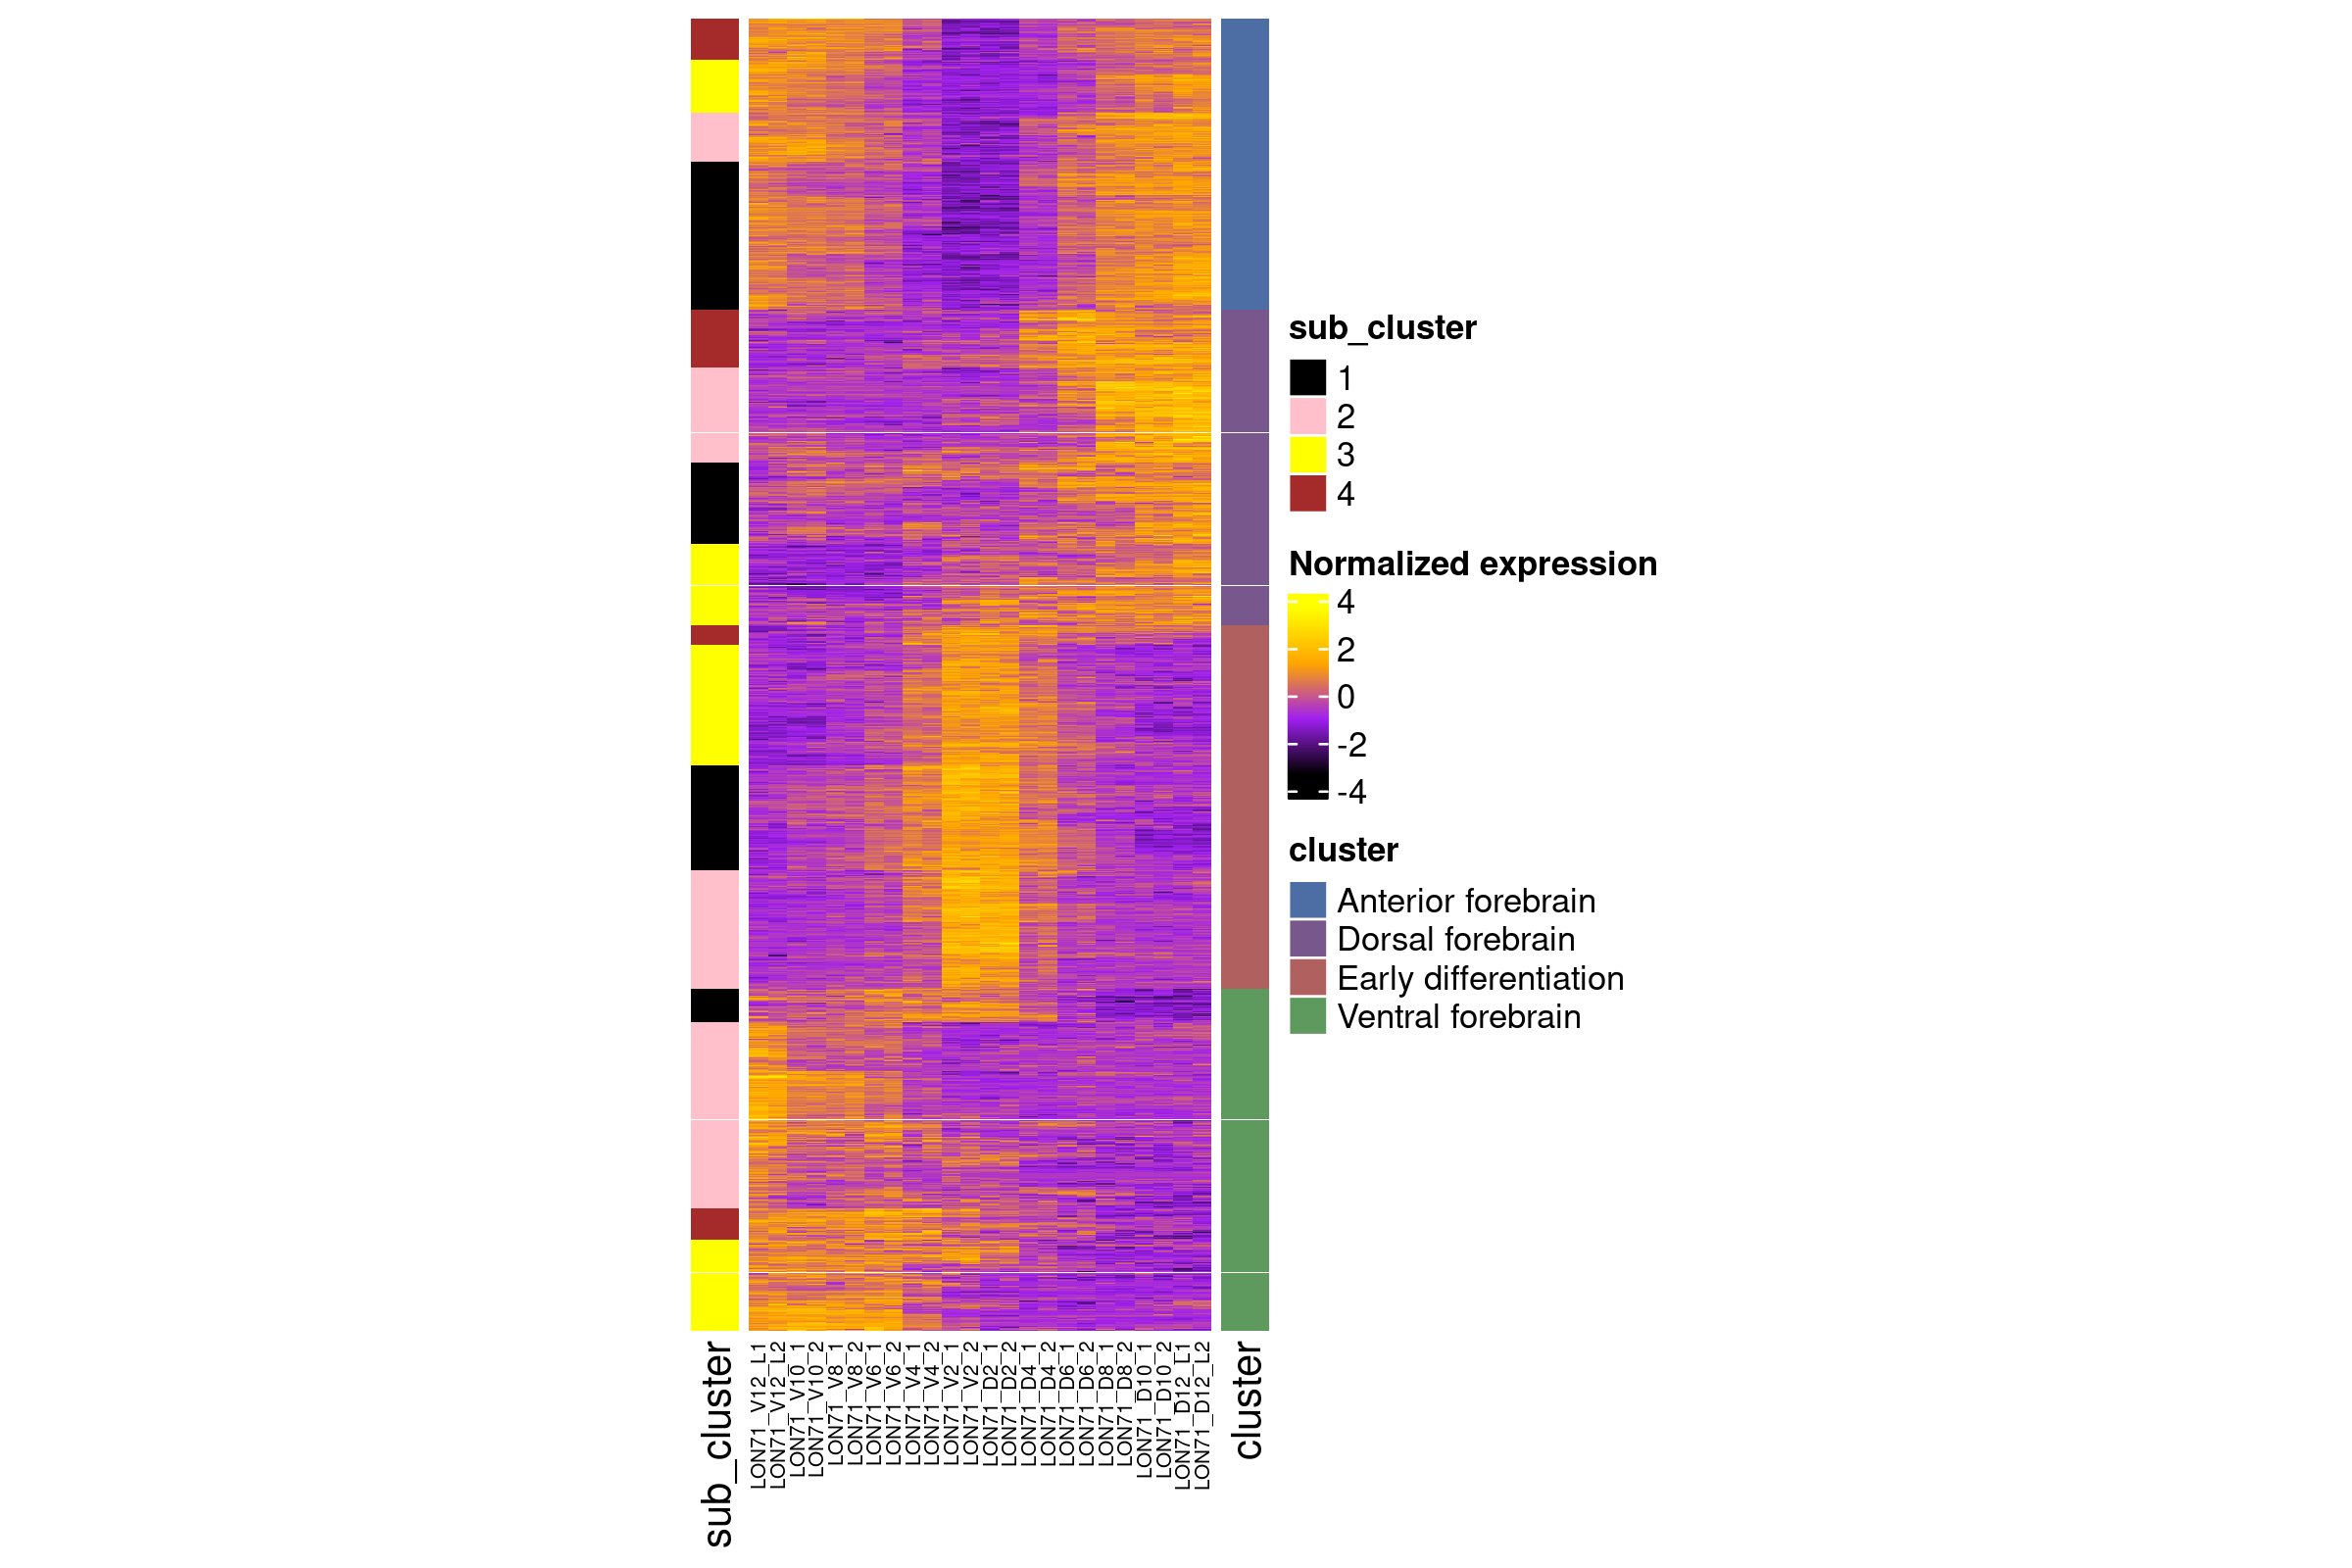 sub_cluster
1
2
3
4
Normalized expression
4
2
0
-2
-4
cluster
Anterior forebrain
Dorsal forebrain
Early differentiation
Ventral forebrain
sub_cluster
LON71_V12_L1
LON71_V12_L2
LON71_V10_1
LON71_V10_2
LON71_V8_1
LON71_V8_2
LON71_V6_1
LON71_V6_2
LON71_V4_1
LON71_V4_2
LON71_V2_1
LON71_V2_2
LON71_D2_1
LON71_D2_2
LON71_D4_1
LON71_D4_2
LON71_D6_1
LON71_D6_2
LON71_D8_1
LON71_D8_2
LON71_D10_1
LON71_D10_2
LON71_D12_L1
LON71_D12_L2
cluster